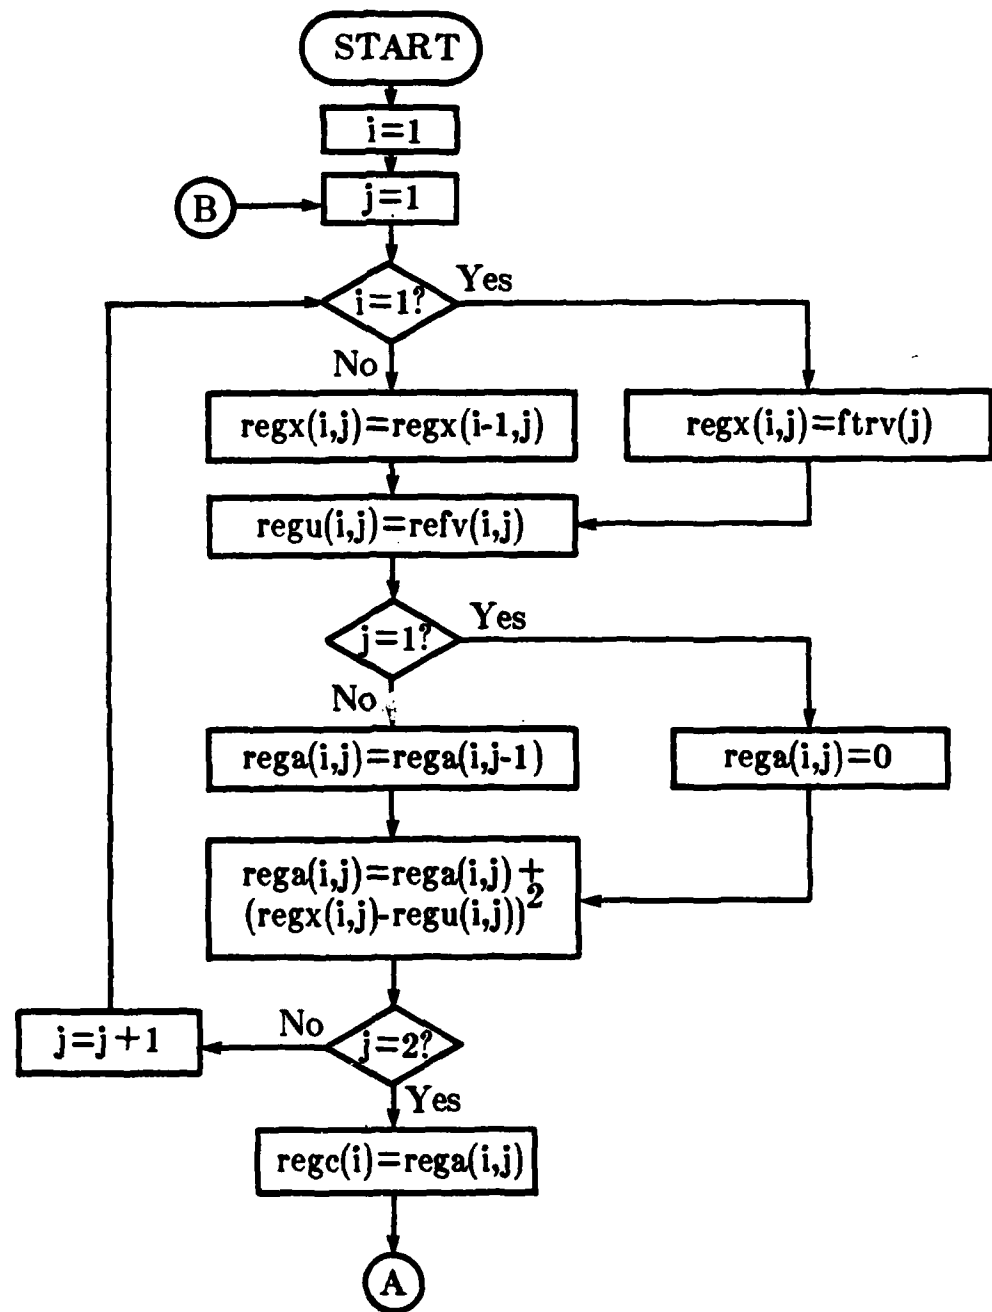 START
i=1
B
j=1
i=1?
Yes
No
regx(i,j)=regx(i-1,j)
regx(i,j)=ftrv(j)
regu(i,j)=refv(i,j)
j=1?
Yes
No
rega(i,j)=rega(i,j-1)
rega(i,j)=0
rega(i,j)=rega(i,j)+
(regx(i,j)-regu(i,j))²
j=j+1
No
j=2?
Yes
regc(i)=rega(i,j)
A